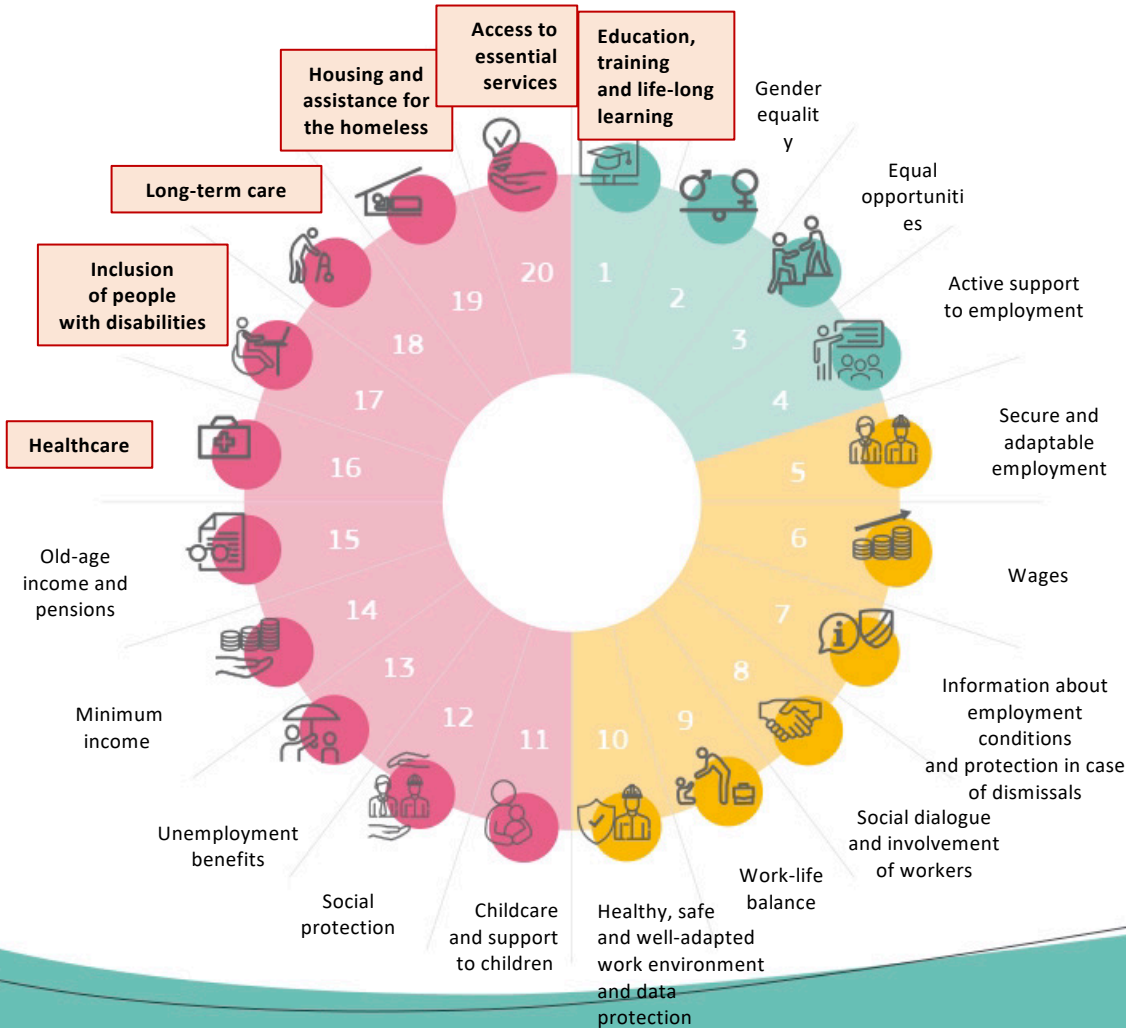 Access to
essential
services
Education,
training
and life-long
learning
Housing and
assistance for
the homeless
Gender
equalit
y
Long-term care
Equal
opportuniti
es
Inclusion
of people
with disabilities
Active support
to employment
Healthcare
Secure and
adaptable
employment
Old-age
income and
pensions
Wages
Minimum
income
Information about
employment
conditions
and protection in case
of dismissals
Unemployment
benefits
Social dialogue
and involvement
of workers
Social
protection
Childcare
and support
to children
Healthy, safe
and well-adapted
work environment
and data
protection
Work-life
balance
1
2
3
4
5
6
7
8
9
10
11
12
13
14
15
16
17
18
19
20
i